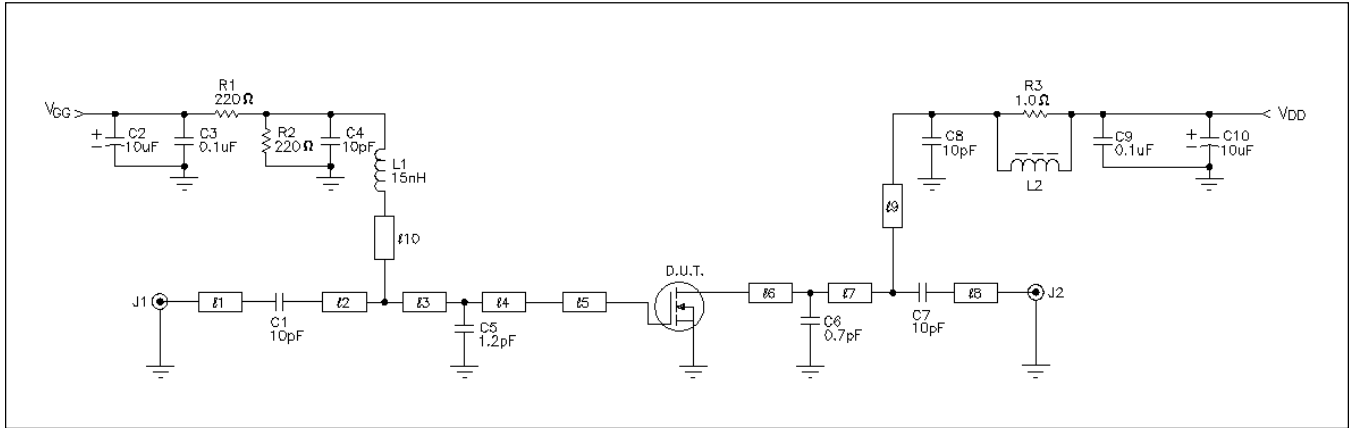 VGG
+
−
C2
10uF
C3
0.1uF
R1
220Ω
R2
220Ω
C4
10pF
L1
15nH
ℓ10
J1
ℓ1
C1
10pF
ℓ2
ℓ3
C5
1.2pF
ℓ4
ℓ5
D.U.T.
ℓ6
C6
0.7pF
ℓ7
ℓ9
C7
10pF
ℓ8
J2
C8
10pF
R3
1.0Ω
L2
C9
0.1uF
+
−
C10
10uF
VDD